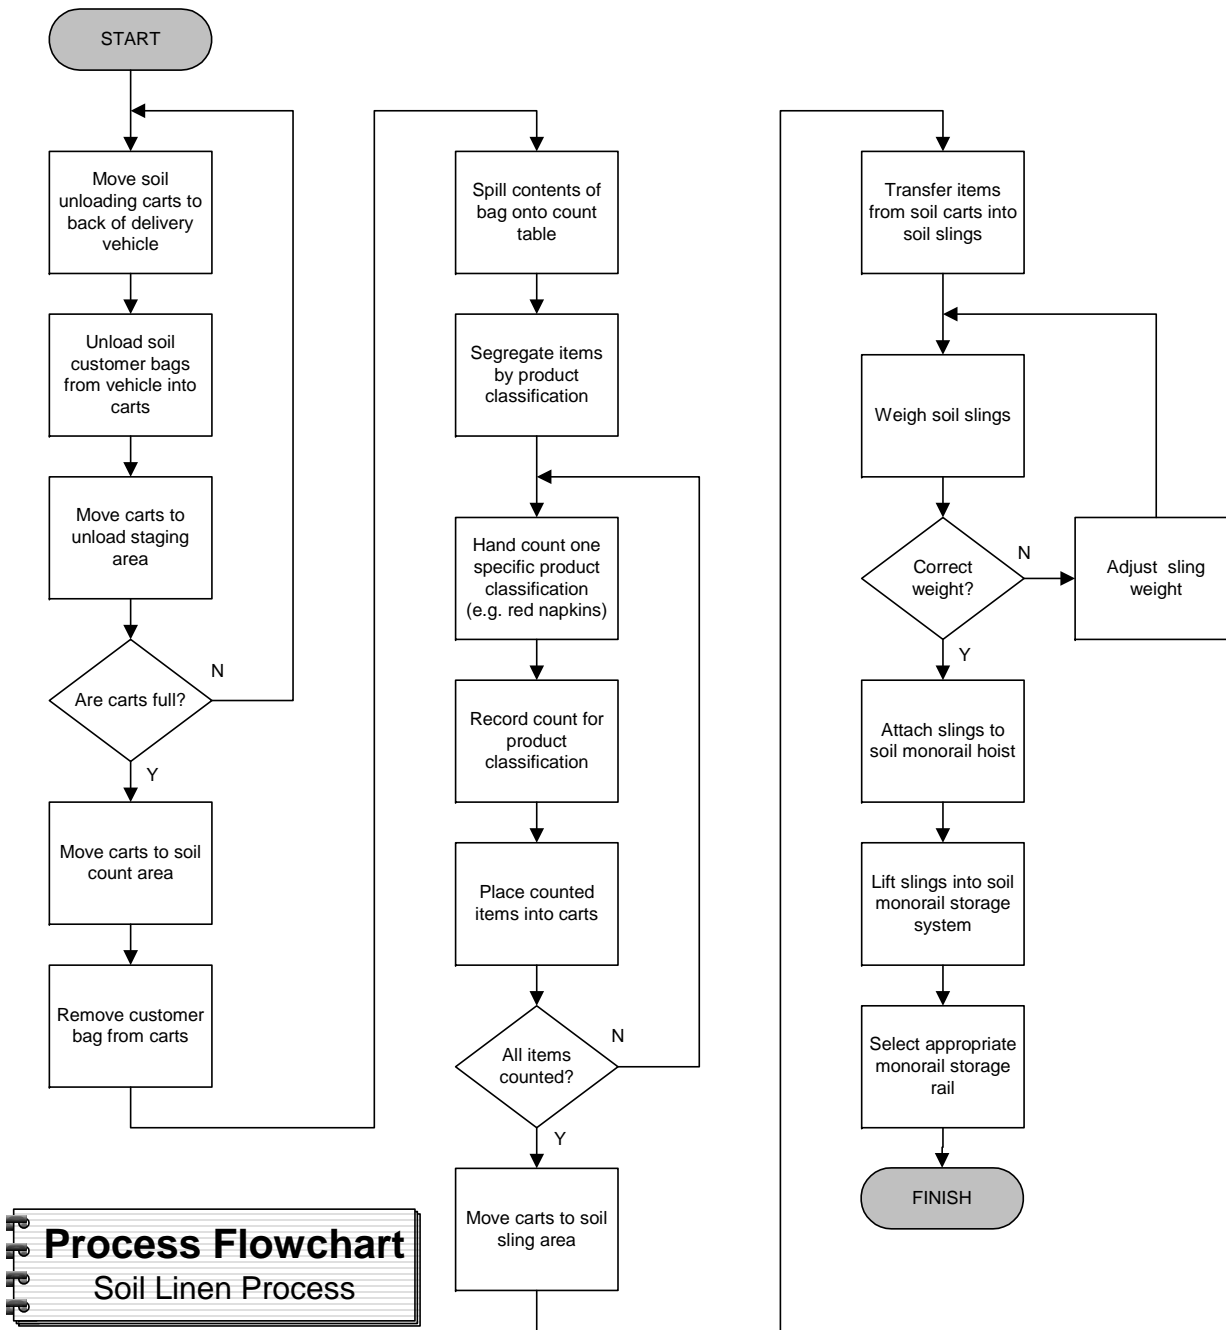 START
Move soil
unloading carts to
back of delivery
vehicle
Unload soil
customer bags
from vehicle into
carts
Move carts to
unload staging
area
Are carts full?
N
Y
Move carts to soil
count area
Remove customer
bag from carts
Spill contents of
bag onto count
table
Segregate items
by product
classification
Hand count one
specific product
classification
(e.g. red napkins)
Record count for
product
classification
Place counted
items into carts
All items
counted?
N
Y
Move carts to soil
sling area
Transfer items
from soil carts into
soil slings
Weigh soil slings
Correct
weight?
N
Adjust sling
weight
Y
Attach slings to
soil monorail hoist
Lift slings into soil
monorail storage
system
Select appropriate
monorail storage
rail
FINISH
Process Flowchart
Soil Linen Process